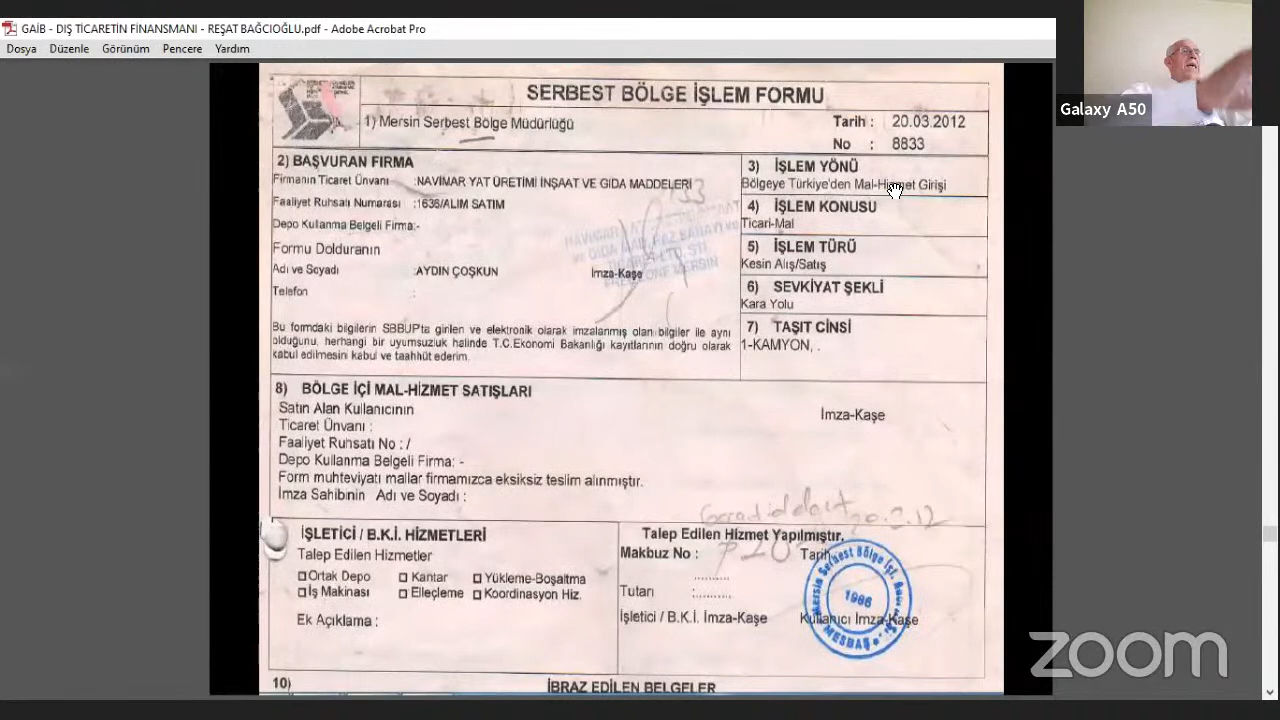 GAİB - DIŞ TİCARETİN FİNANSMANI - REŞAT BAĞCIOĞLU.pdf - Adobe Acrobat Pro
Dosya Düzenle Görünüm Pencere Yardım
Galaxy A50
SERBEST BÖLGE İŞLEM FORMU
1) Mersin Serbest Bölge Müdürlüğü
Tarih : 20.03.2012
No : 8833
2) BAŞVURAN FİRMA
Firmanın Ticaret Ünvanı :NAVİMAR YAT ÜRETİMİ İNŞAAT VE GIDA MADDELERİ
Faaliyet Ruhsatı Numarası :1636/ALIM SATIM
Depo Kullanma Belgeli Firma:-
Formu Dolduranın
Adı ve Soyadı :AYDIN ÇOŞKUN
İmza-Kaşe
Telefon :
Bu formdaki bilgilerin SBBUP'ta girilen ve elektronik olarak imzalanmış olan bilgiler ile aynı
olduğunu, herhangi bir uyumsuzluk halinde T.C.Ekonomi Bakanlığı kayıtlarının doğru olarak
kabul edilmesini kabul ve taahhüt ederim.
3) İŞLEM YÖNÜ
Bölgeye Türkiye'den Mal-Hizmet Girişi
4) İŞLEM KONUSU
Ticari-Mal
5) İŞLEM TÜRÜ
Kesin Alış/Satış
6) SEVKİYAT ŞEKLİ
Kara Yolu
7) TAŞIT CİNSİ
1-KAMYON, .
8) BÖLGE İÇİ MAL-HİZMET SATIŞLARI
Satın Alan Kullanıcının
İmza-Kaşe
Ticaret Ünvanı :
Faaliyet Ruhsatı No : /
Depo Kullanma Belgeli Firma: -
Form muhteviyatı mallar firmamızca eksiksiz teslim alınmıştır.
İmza Sahibinin Adı ve Soyadı :
20.3.12
İŞLETİCİ / B.K.İ. HİZMETLERİ
Talep Edilen Hizmetler
Ortak Depo Kantar Yükleme-Boşaltma
İş Makinası Elleçleme Koordinasyon Hiz.
Ek Açıklama :
Talep Edilen Hizmet Yapılmıştır.
Makbuz No : Tarih
Tutarı :..........
İşletici / B.K.İ. İmza-Kaşe Kullanıcı İmza-Kaşe
Mersin Serbest Bölge
1986
MESBAŞ
10) İBRAZ EDİLEN BELGELER
zoom